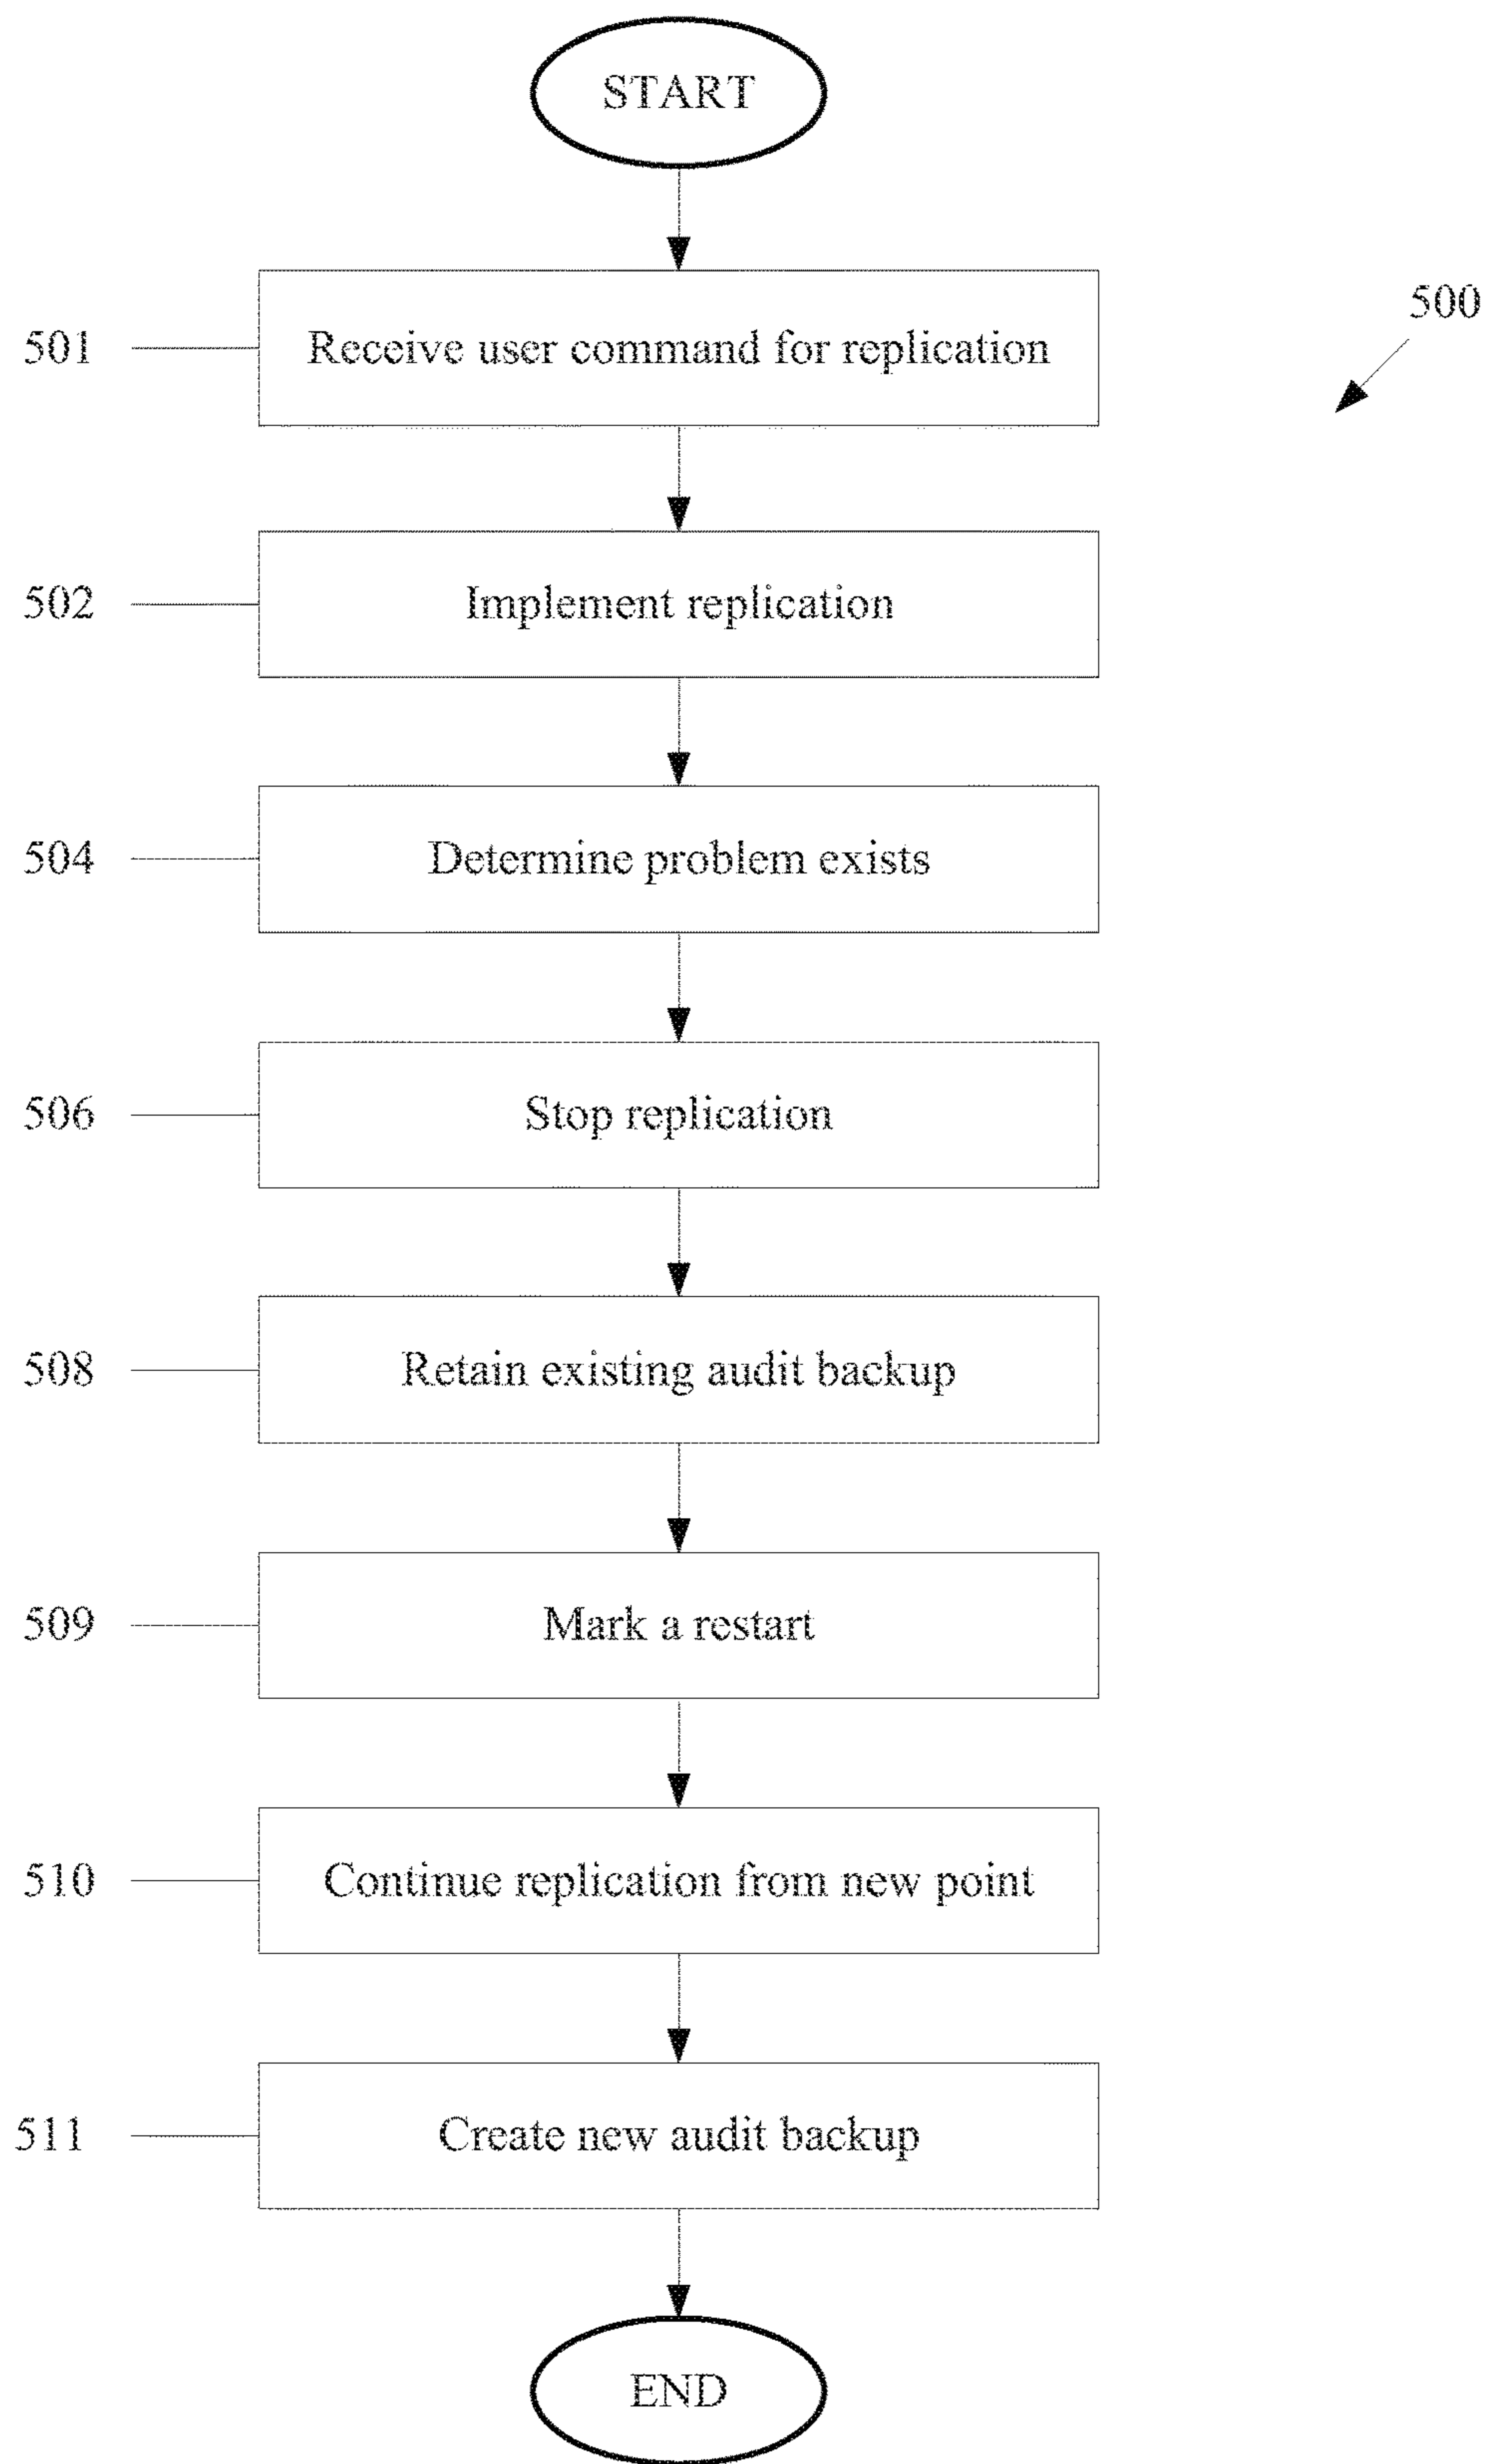 START
500
501 Receive user command for replication
502 Implement replication
504 Determine problem exists
506 Stop replication
508 Retain existing audit backup
509 Mark a restart
510 Continue replication from new point
511 Create new audit backup
END